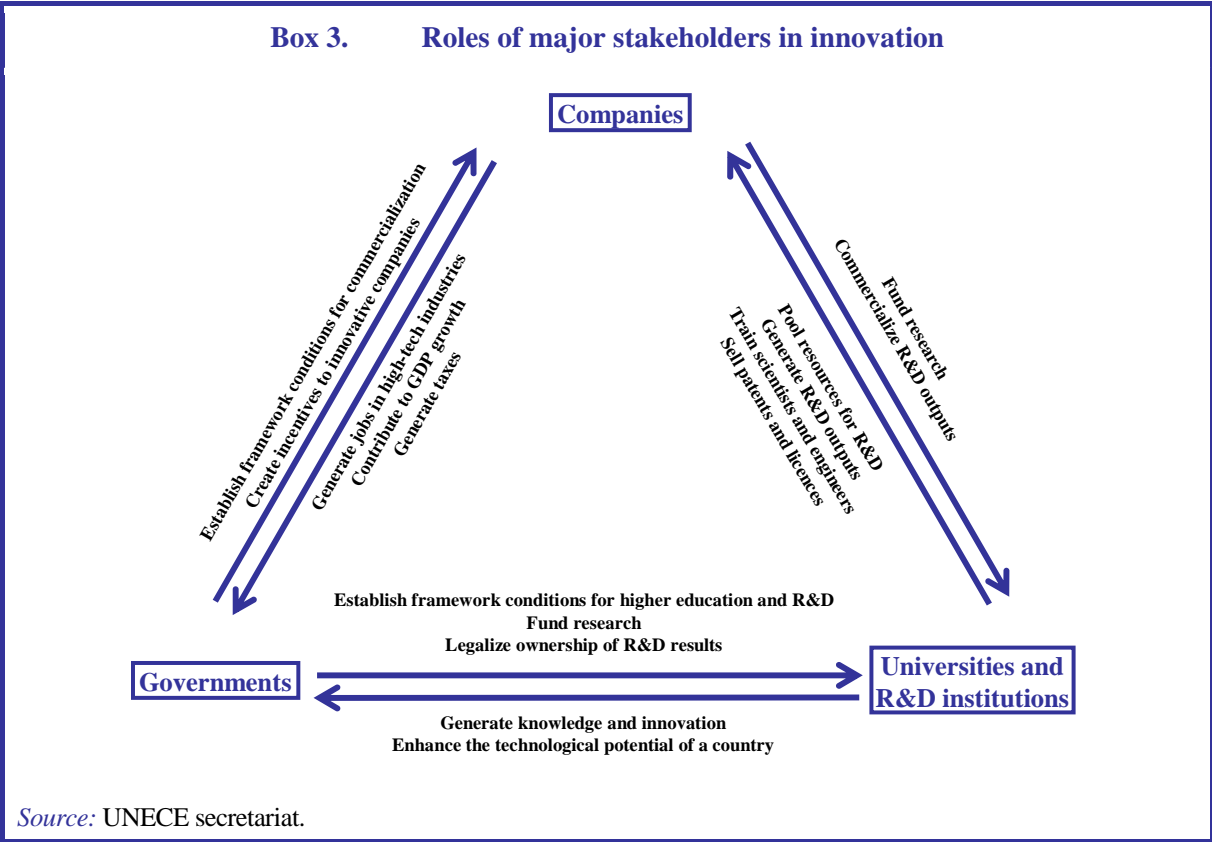 Box 3. Roles of major stakeholders in innovation
Companies
Establish framework conditions for commercialization
Create incentives to innovative companies
Generate jobs in high-tech industries
Contribute to GDP growth
Generate taxes
Fund research
Commercialize R&D outputs
Pool resources for R&D
Generate R&D outputs
Train scientists and engineers
Sell patents and licences
Establish framework conditions for higher education and R&D
Fund research
Legalize ownership of R&D results
Governments
Universities and
R&D institutions
Generate knowledge and innovation
Enhance the technological potential of a country
Source: UNECE secretariat.